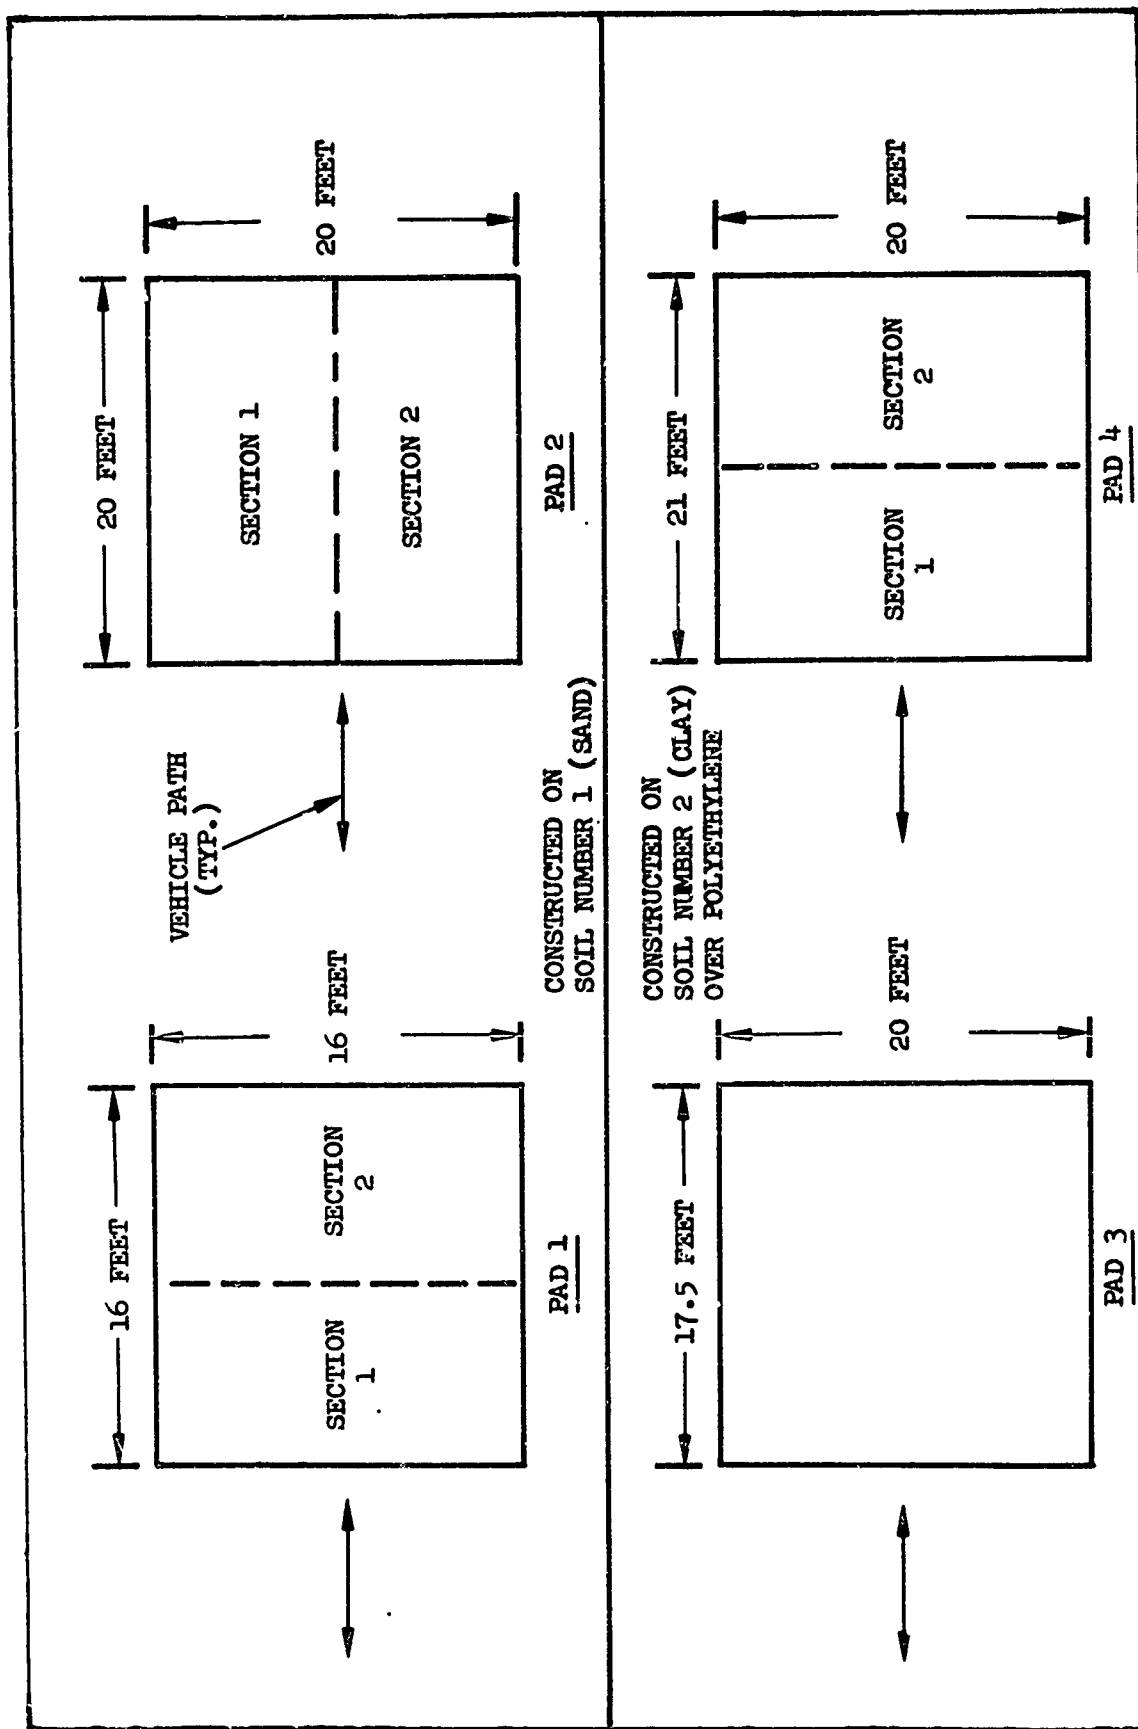 16 FEET
16 FEET
SECTION
1
SECTION
2
PAD 1
VEHICLE PATH
(TYP.)
20 FEET
20 FEET
SECTION 1
SECTION 2
PAD 2
CONSTRUCTED ON
SOIL NUMBER 1 (SAND)
CONSTRUCTED ON
SOIL NUMBER 2 (CLAY)
OVER POLYETHYLENE
17.5 FEET
20 FEET
PAD 3
21 FEET
20 FEET
SECTION
1
SECTION
2
PAD 4